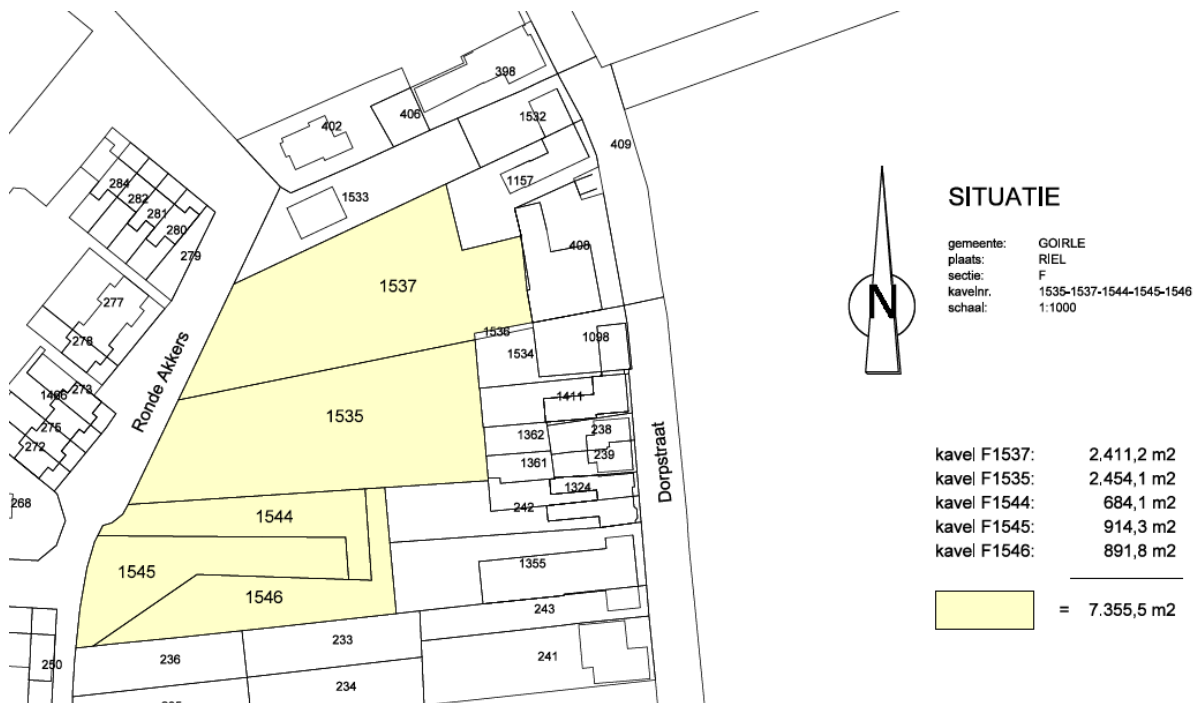 398
402
406
1532
409
1533
1157
284
282
281
280
279
408
1537
277
278
1536
1534
1098
Ronde Akkers
1535
1466
273
275
272
1411
1362
238
1361
239
268
1544
1324
242
Dorpstraat
1545
1546
1355
243
250
236
233
241
234
N
SITUATIE
gemeente: GOIRLE
plaats: RIEL
sectie: F
kavelnr. 1535-1537-1544-1545-1546
schaal: 1:1000
kavel F1537: 2,411,2 m2
kavel F1535: 2.454,1 m2
kavel F1544: 684,1 m2
kavel F1545: 914,3 m2
kavel F1546: 891,8 m2
= 7.355,5 m2